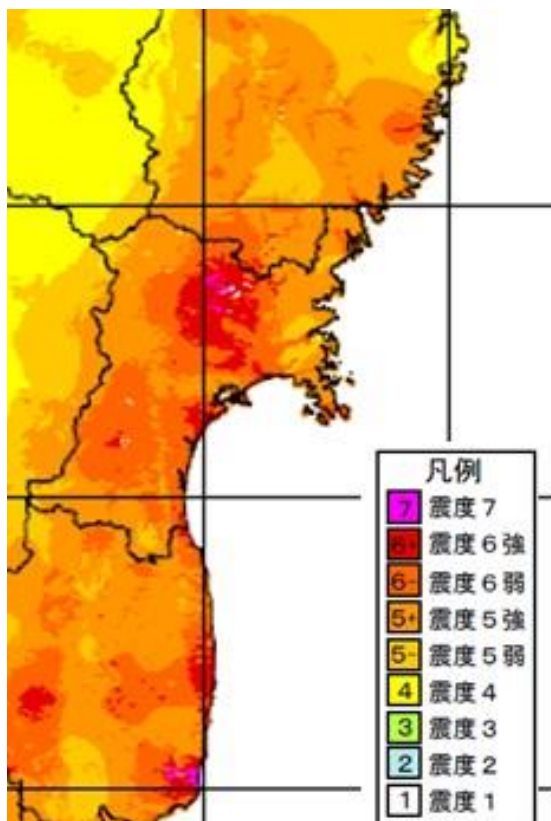 凡例
7 震度7
6+ 震度6強
6- 震度6弱
5+ 震度5強
5- 震度5弱
4 震度4
3 震度3
2 震度2
1 震度1